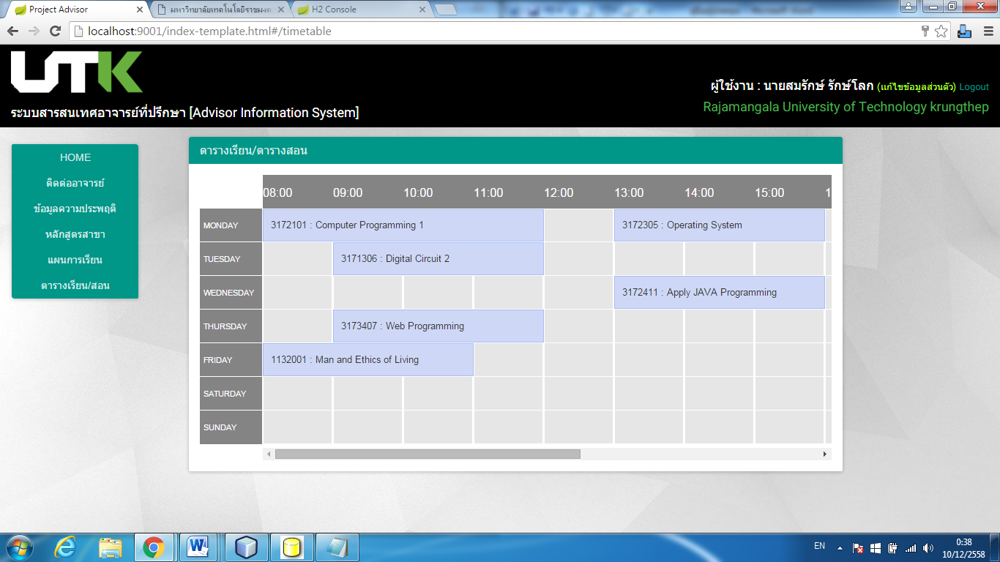 Project Advisor
มหาวิทยาลัยเทคโนโลยีราชมงคล
H2 Console
localhost:9001/index-template.html#/timetable
UTK
ผู้ใช้งาน : นายสมรักษ์ รักษ์โลก (แก้ไขข้อมูลส่วนตัว) Logout
ระบบสารสนเทศอาจารย์ที่ปรึกษา [Advisor Information System]
Rajamangala University of Technology krungthep
HOME
ติดต่ออาจารย์
ข้อมูลความประพฤติ
หลักสูตรสาขา
แผนการเรียน
ตารางเรียน/สอน
ตารางเรียน/ตารางสอน
08:00 09:00 10:00 11:00 12:00 13:00 14:00 15:00 1
MONDAY 3172101 : Computer Programming 1 3172305 : Operating System
TUESDAY 3171306 : Digital Circuit 2
WEDNESDAY 3172411 : Apply JAVA Programming
THURSDAY 3173407 : Web Programming
FRIDAY 1132001 : Man and Ethics of Living
SATURDAY
SUNDAY
EN
0:38
10/12/2558